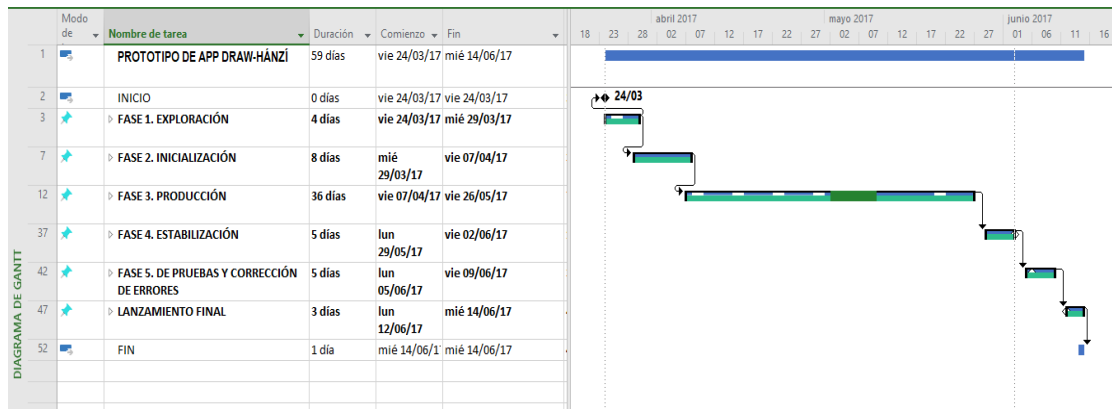 Modo de
Nombre de tarea
Duración
Comienzo
Fin
abril 2017
mayo 2017
junio 2017
18 23 28 02 07 12 17 22 27 02 07 12 17 22 27 01 06 11 16
1 PROTOTIPO DE APP DRAW-HÁNZÍ 59 días vie 24/03/17 mié 14/06/17
2 INICIO 0 días vie 24/03/17 vie 24/03/17
24/03
3 FASE 1. EXPLORACIÓN 4 días vie 24/03/17 mié 29/03/17
7 FASE 2. INICIALIZACIÓN 8 días mié vie 07/04/17
29/03/17
12 FASE 3. PRODUCCIÓN 36 días vie 07/04/17 vie 26/05/17
37 FASE 4. ESTABILIZACIÓN 5 días lun vie 02/06/17
29/05/17
42 FASE 5. DE PRUEBAS Y CORRECCIÓN 5 días lun vie 09/06/17
DE ERRORES 05/06/17
47 LANZAMIENTO FINAL 3 días lun mié 14/06/17
12/06/17
52 FIN 1 día mié 14/06/1 mié 14/06/17
DIAGRAMA DE GANTT